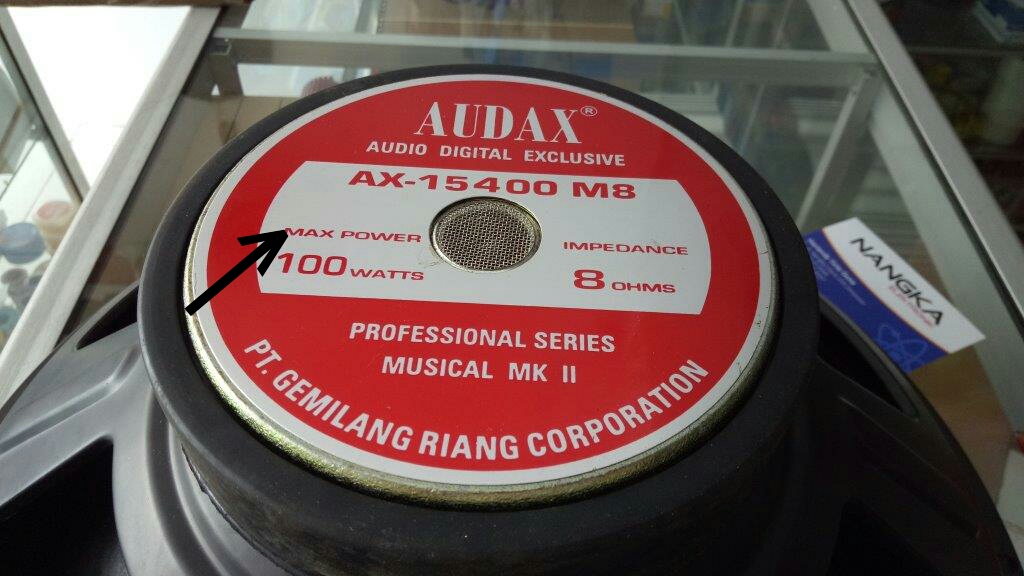 AUDAX®
AUDIO DIGITAL EXCLUSIVE
AX-15400 M8
MAX POWER
100 WATTS
IMPEDANCE
8 OHMS
PROFESSIONAL SERIES
MUSICAL MK II
PT. GEMILANG RIANG CORPORATION
NANGKA